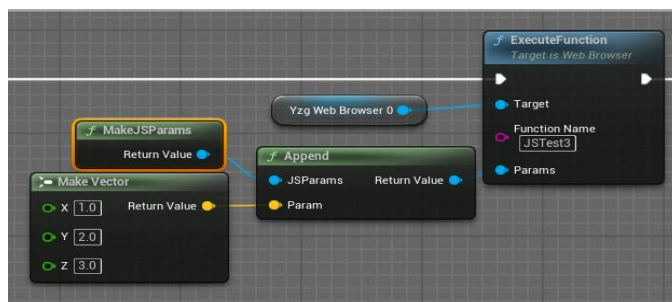 f ExecuteFunction
Target is Web Browser
Yzg Web Browser 0
Target
Function Name
JSTest3
Params
f MakeJSParams
Return Value
f Append
JSParams
Return Value
Param
Make Vector
X 1.0
Return Value
Y 2.0
Z 3.0